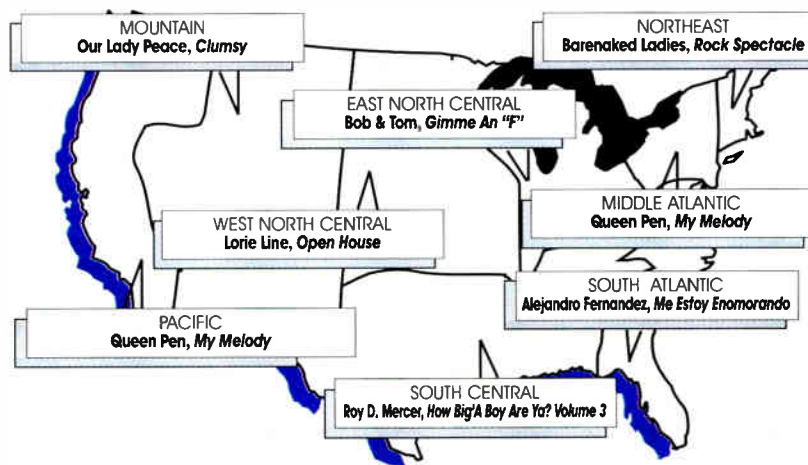 MOUNTAIN
Our Lady Peace, Clumsy
NORTHEAST
Barenaked Ladies, Rock Spectacle
EAST NORTH CENTRAL
Bob & Tom, Gimme An “F”
MIDDLE ATLANTIC
Queen Pen, My Melody
WEST NORTH CENTRAL
Lorie Line, Open House
SOUTH ATLANTIC
Alejandro Fernandez, Me Estoy Enomorando
PACIFIC
Queen Pen, My Melody
SOUTH CENTRAL
Roy D. Mercer, How Big'A Boy Are Ya? Volume 3